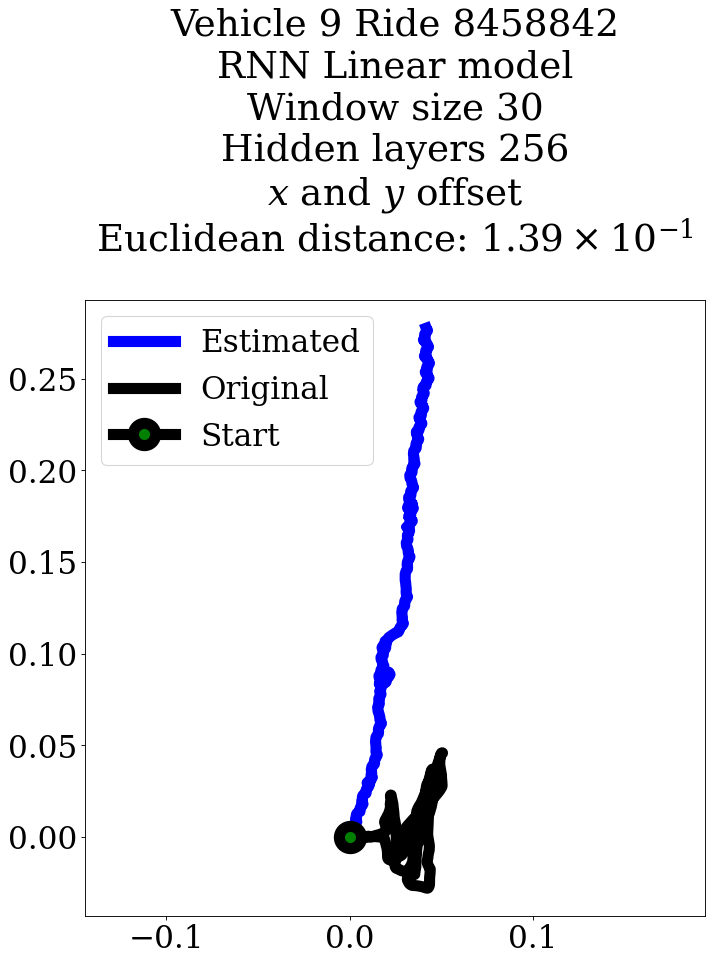 Vehicle 9 Ride 8458842
RNN Linear model
Window size 30
Hidden layers 256
x and y offset
Euclidean distance: 1.39 × 10⁻¹
Estimated
Original
Start
0.25
0.20
0.15
0.10
0.05
0.00
−0.1 0.0 0.1